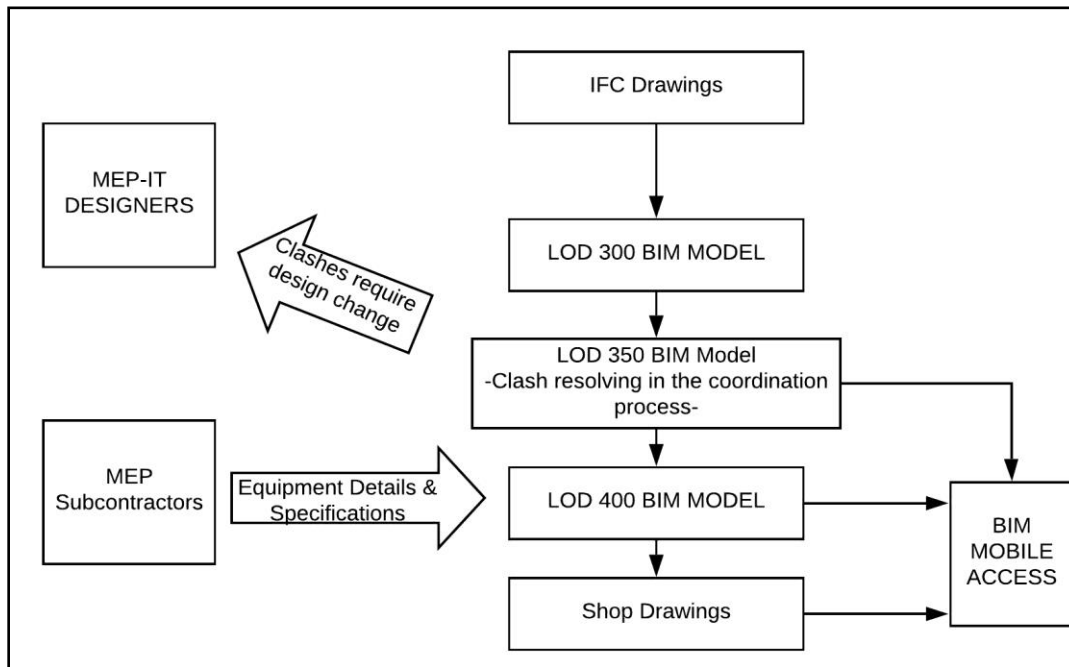 IFC Drawings
MEP-IT
DESIGNERS
LOD 300 BIM MODEL
Clashes require
design change
LOD 350 BIM Model
-Clash resolving in the coordination
process-
MEP
Subcontractors
Equipment Details &
Specifications
LOD 400 BIM MODEL
BIM
MOBILE
ACCESS
Shop Drawings